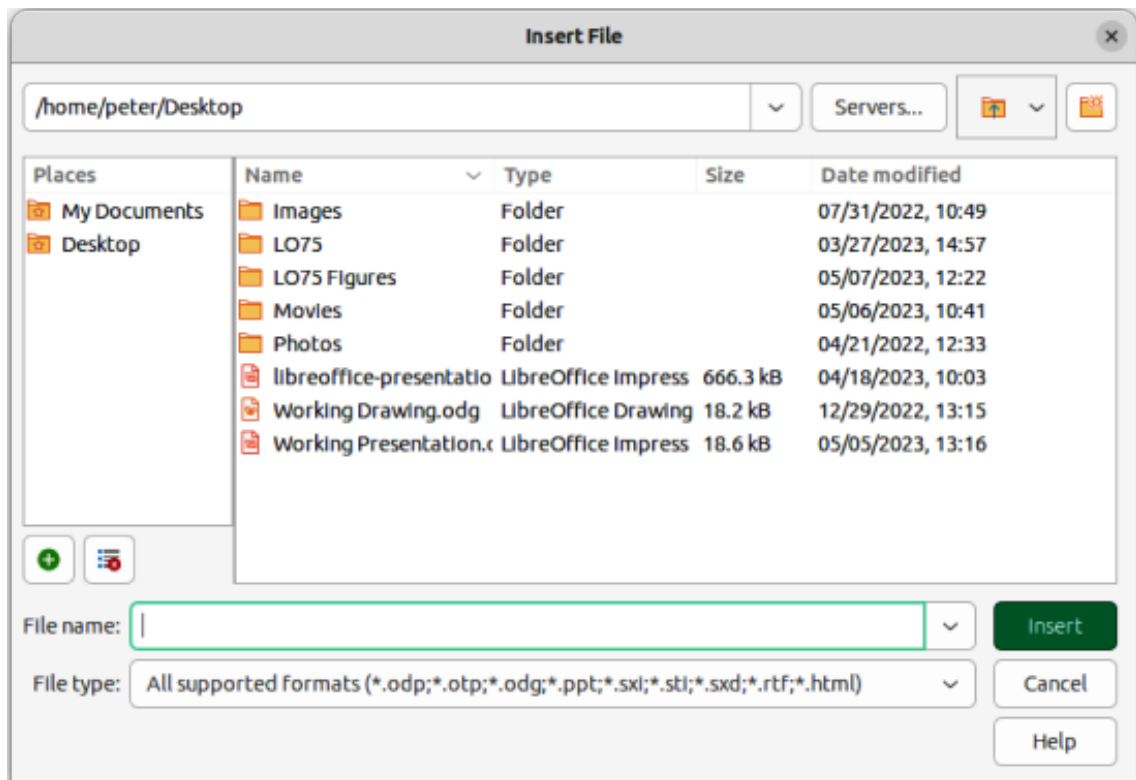 Insert File
/home/peter/Desktop
Servers...
Places
Name Type Size Date modified
My Documents
Desktop
Images Folder 07/31/2022, 10:49
LO75 Folder 03/27/2023, 14:57
LO75 Figures Folder 05/07/2023, 12:22
Movies Folder 05/06/2023, 10:41
Photos Folder 04/21/2022, 12:33
libreoffice-presentatio LibreOffice Impress 666.3 kB 04/18/2023, 10:03
Working Drawing.odg LibreOffice Drawing 18.2 kB 12/29/2022, 13:15
Working Presentation. LibreOffice Impress 18.6 kB 05/05/2023, 13:16
File name:
Insert
File type: All supported formats (*.odp;*.otp;*.odg;*.ppt;*.sxi;*.sti;*.sxd;*.rtf;*.html)
Cancel
Help